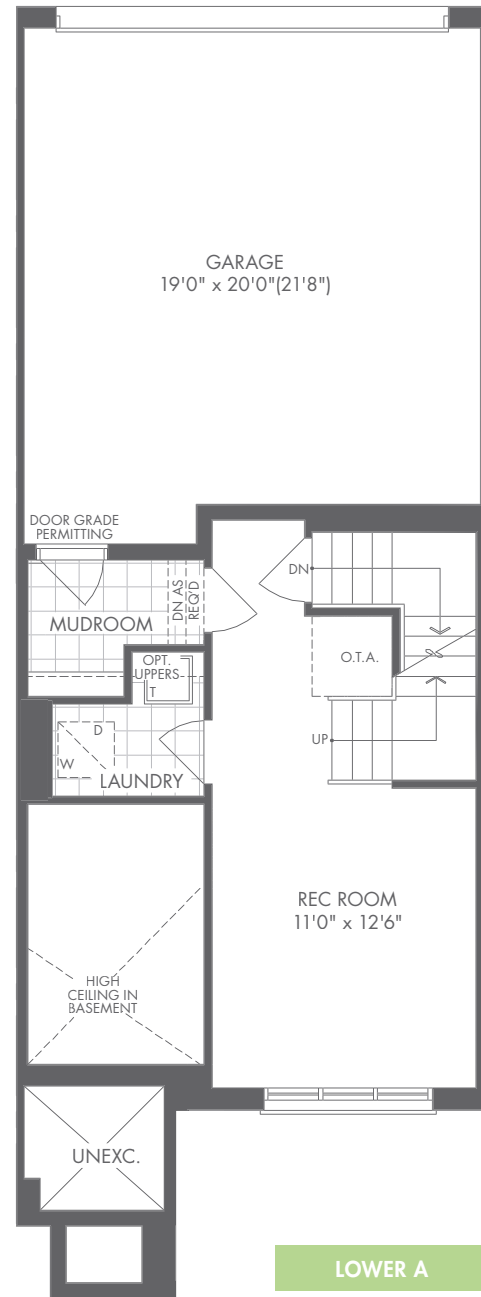 GARAGE
19'0" x 20'0"(21'8")
DOOR GRADE
PERMITTING
MUDROOM
DN AS
REQ'D
DN
OPT.
UPPERS
T
O.T.A.
D
W
LAUNDRY
UP
REC ROOM
11'0" x 12'6"
HIGH
CEILING IN
BASEMENT
UNEXC.
LOWER A